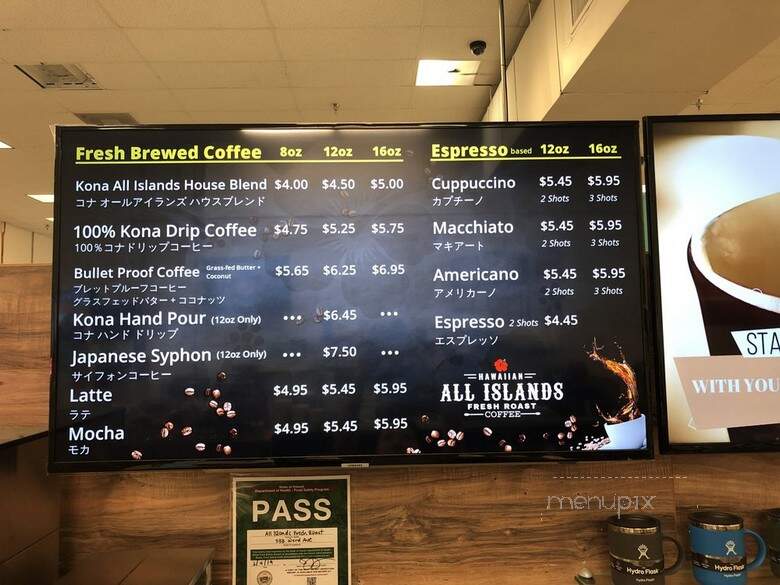 Fresh Brewed Coffee 8oz 12oz 16oz
Kona All Islands House Blend $4.00 $4.50 $5.00
コナ オールアイランズ ハウスブレンド
100% Kona Drip Coffee $4.75 $5.25 $5.75
100%コナドリップコーヒー
Bullet Proof Coffee Grass-Fed Butter + Coconut $5.65 $6.25 $6.95
ブレットプルーフコーヒー
グラスフェッドバター + ココナッツ
Kona Hand Pour (12oz Only) ••• $6.45 •••
コナ ハンド ドリップ
Japanese Syphon (12oz Only) ••• $7.50 •••
サイフォンコーヒー
Latte $4.95 $5.45 $5.95
ラテ
Mocha $4.95 $5.45 $5.95
モカ
Espresso based 12oz 16oz
Cuppuccino $5.45 $5.95
カプチーノ 2 Shots 3 Shots
Macchiato $5.45 $5.95
マキアート 2 Shots 3 Shots
Americano $5.45 $5.95
アメリカーノ 2 Shots 3 Shots
Espresso 2 Shots $4.45
エスプレッソ
HAWAIIAN
ALL ISLANDS
FRESH ROAST
COFFEE
STA
WITH YOU
menupix
PASS
All Islands Fresh Roast
Ward Ave
Hydro Flask
Hydro Flask